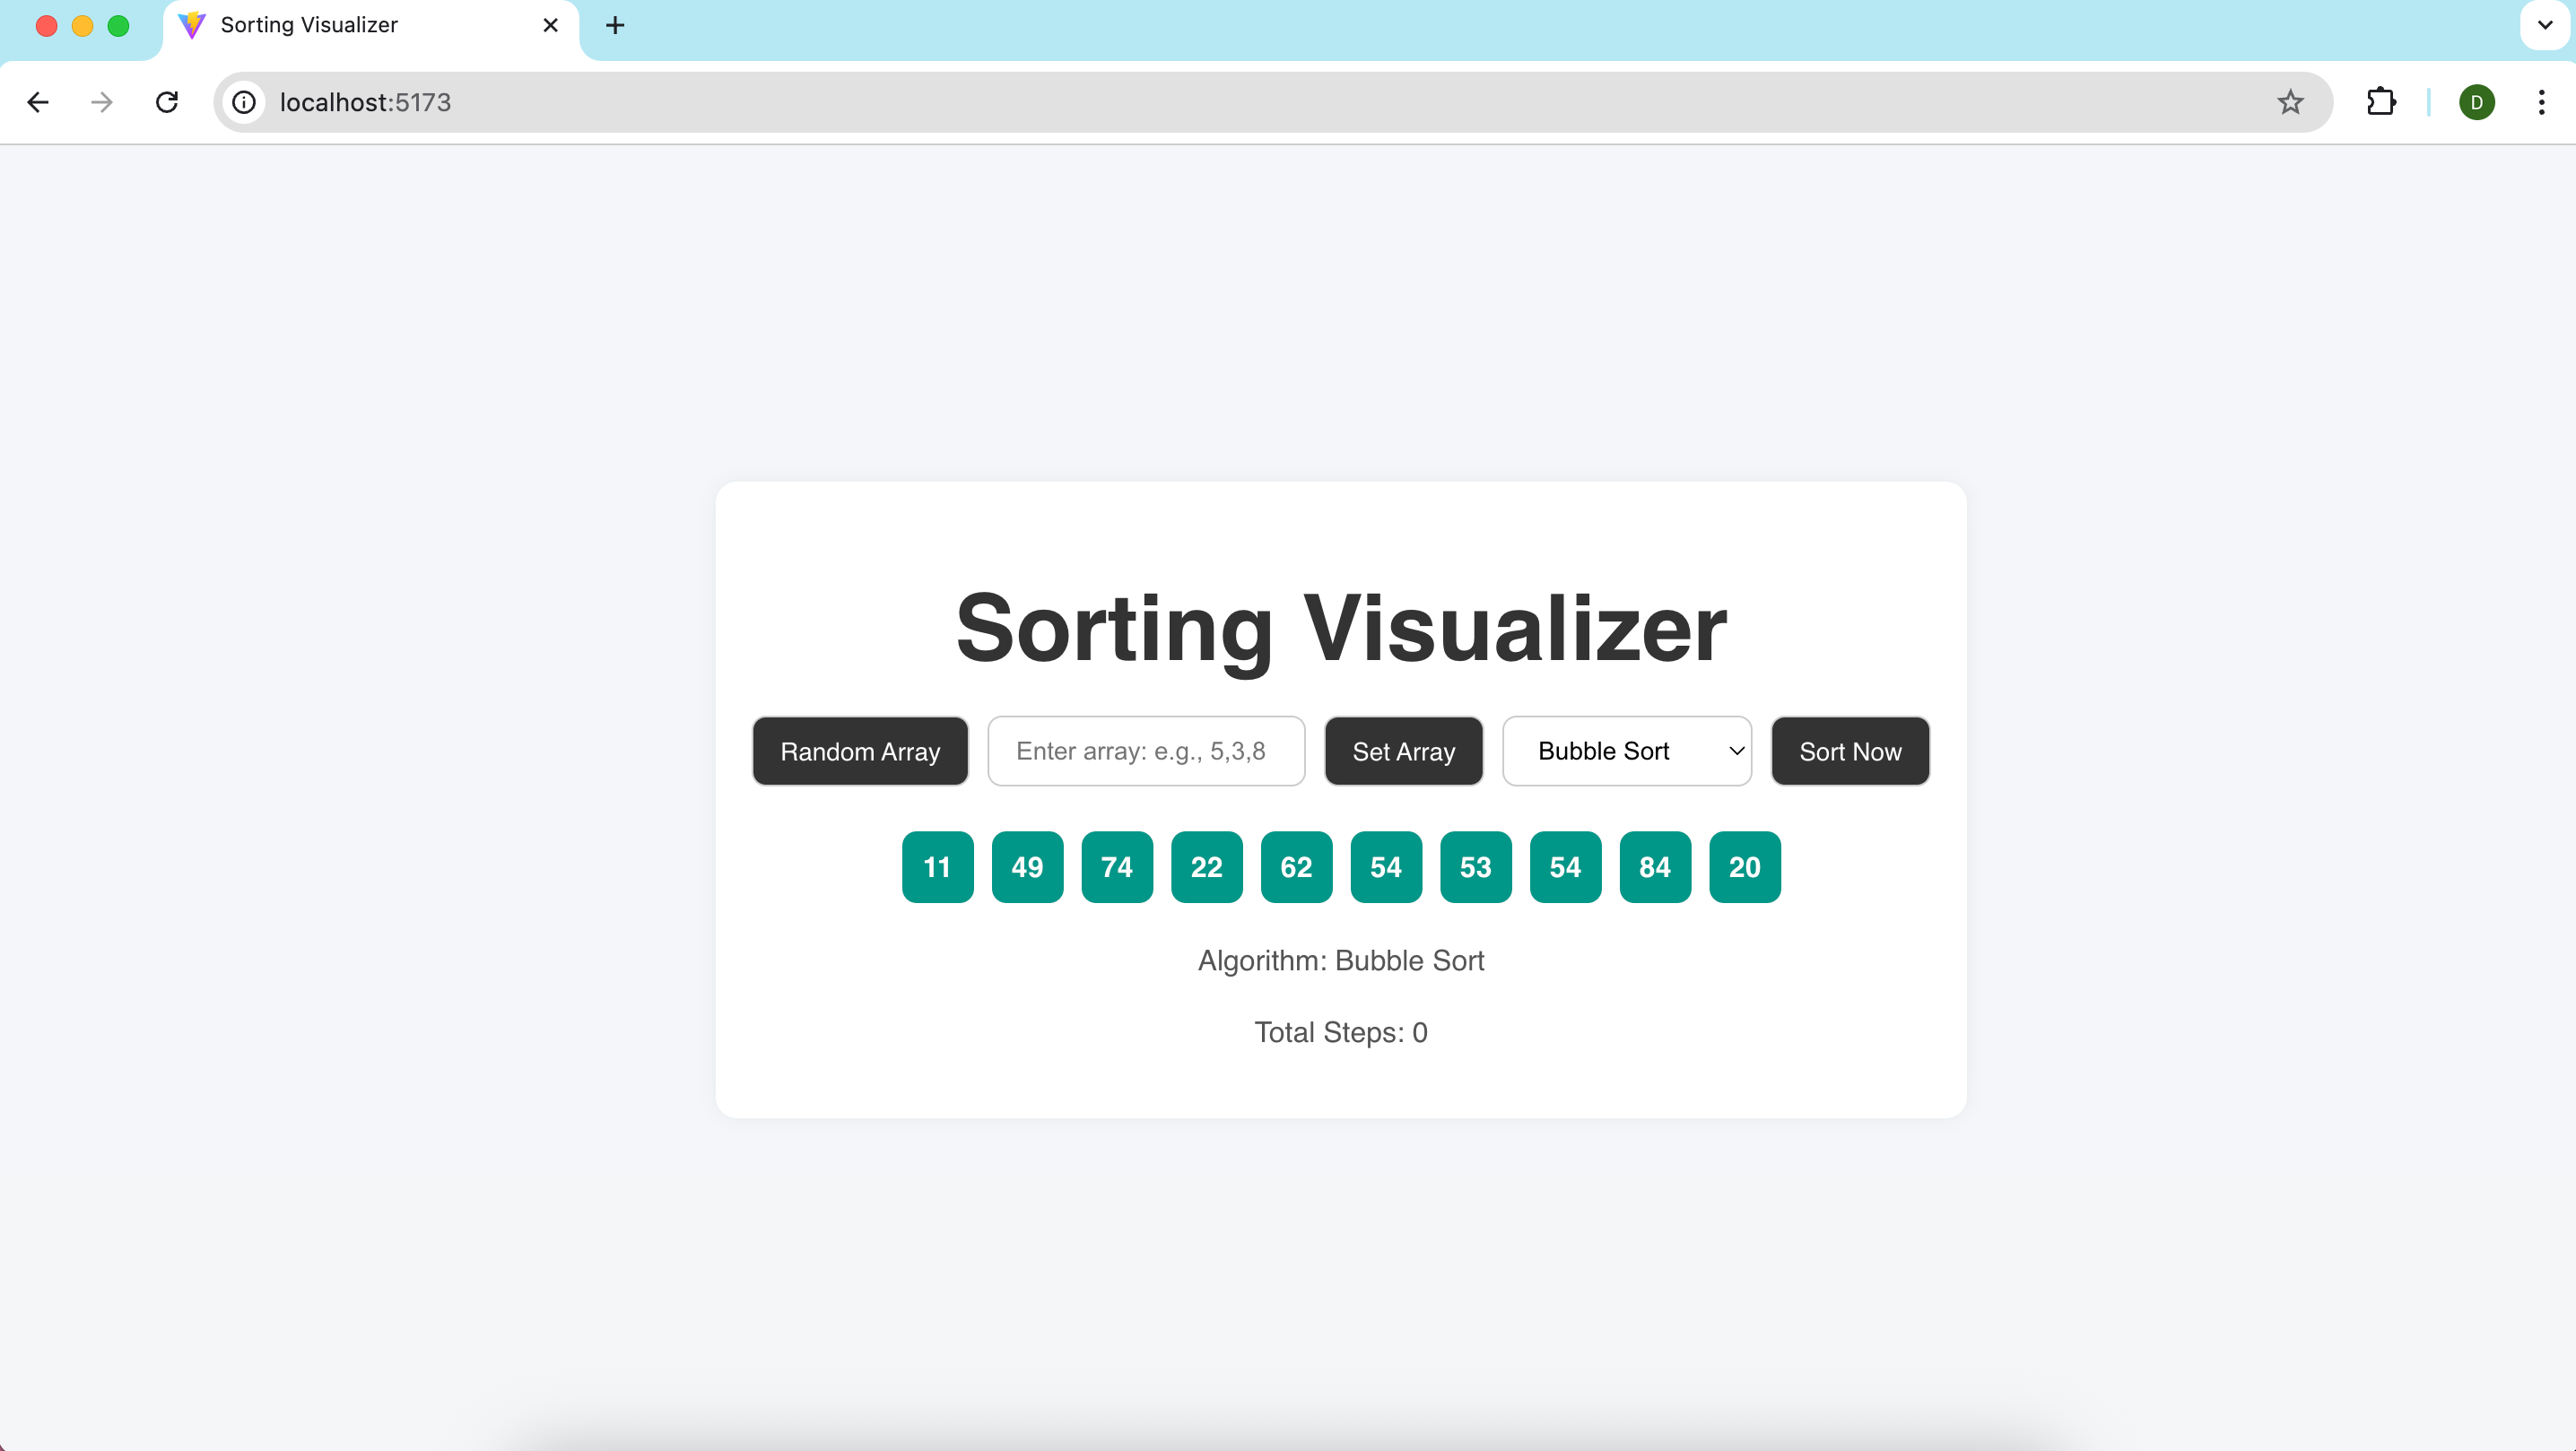 Sorting Visualizer
localhost:5173
D
Sorting Visualizer
Random Array Enter array: e.g., 5,3,8 Set Array Bubble Sort Sort Now
11 49 74 22 62 54 53 54 84 20
Algorithm: Bubble Sort
Total Steps: 0